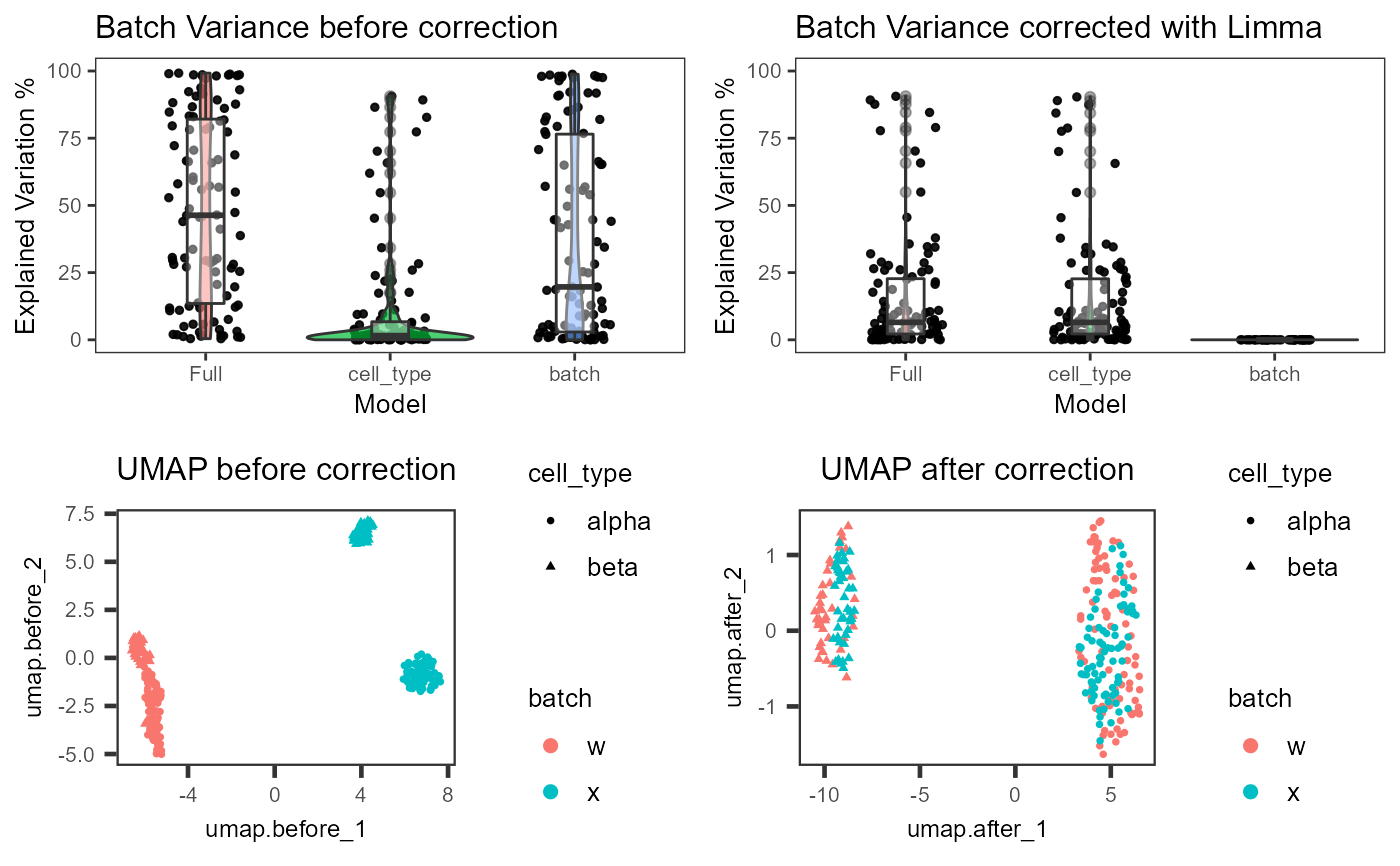 Batch Variance before correction
Explained Variation %
100
75
50
25
0
Full
cell_type
batch
Model
Batch Variance corrected with Limma
Explained Variation %
100
75
50
25
0
Full
cell_type
batch
Model
UMAP before correction
umap.before_2
7.5
5.0
2.5
0.0
-2.5
-5.0
-4
0
4
8
umap.before_1
cell_type
alpha
beta
batch
w
x
UMAP after correction
umap.after_2
1
0
-1
-10
-5
0
5
umap.after_1
cell_type
alpha
beta
batch
w
x